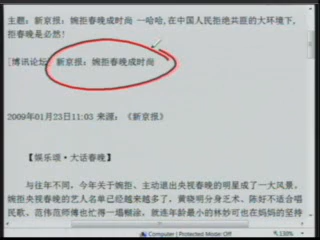 主题：新京报：婉拒春晚成时尚 —哈哈,在中国人民拒绝共匪的大环境下,
拒春晚是必然!
[博讯论坛] 新京报：婉拒春晚成时尚
2009年01月23日11:03 来源：《新京报》
【娱乐颂·大话春晚】
与往年不同，今年关于婉拒、主动退出央视春晚的明星成了一大风景，
婉拒央视春晚的艺人名单已经越来越多了，黄晓明分身乏术、陈好不适合唱
民歌、范伟陈师傅也忙得一塌糊涂，就连年龄最小的林妙可也在妈妈的坚持
Computer | Protected Mode: Off
130%